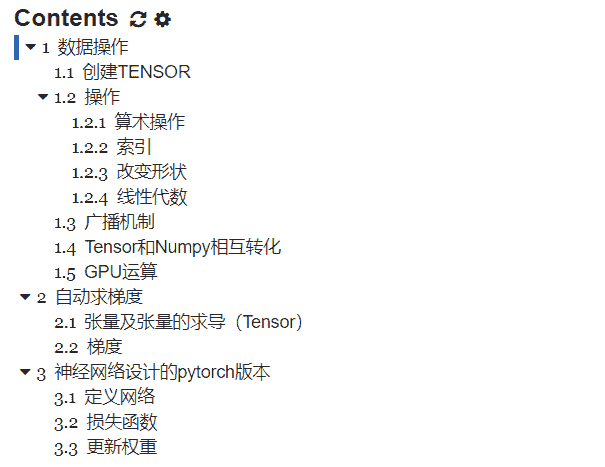 Contents
1 数据操作
1.1 创建TENSOR
1.2 操作
1.2.1 算术操作
1.2.2 索引
1.2.3 改变形状
1.2.4 线性代数
1.3 广播机制
1.4 Tensor和Numpy相互转化
1.5 GPU运算
2 自动求梯度
2.1 张量及张量的求导（Tensor）
2.2 梯度
3 神经网络设计的pytorch版本
3.1 定义网络
3.2 损失函数
3.3 更新权重